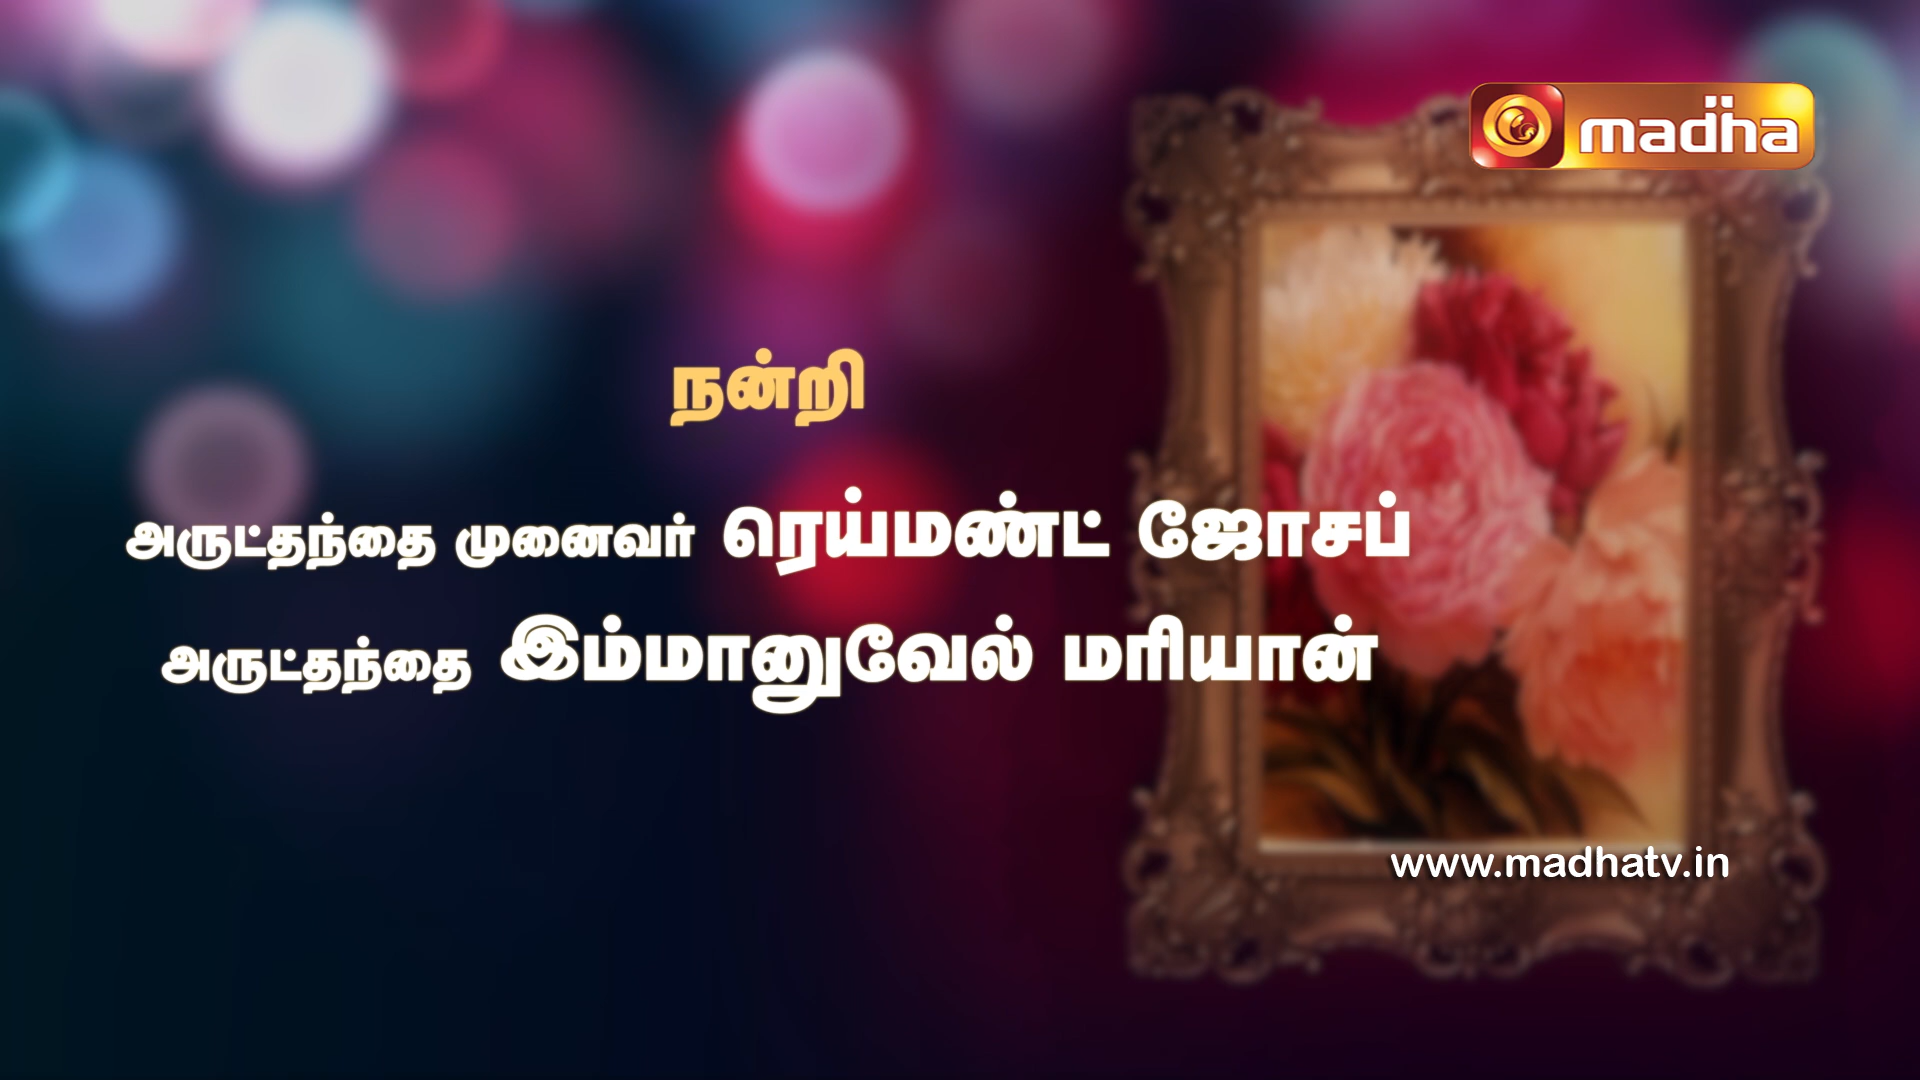 madha
நன்றி
அருட்தந்தை முனைவர் ரெய்மண்ட் ஜோசப்
அருட்தந்தை இம்மானுவேல் மரியான்
www.madhatv.in